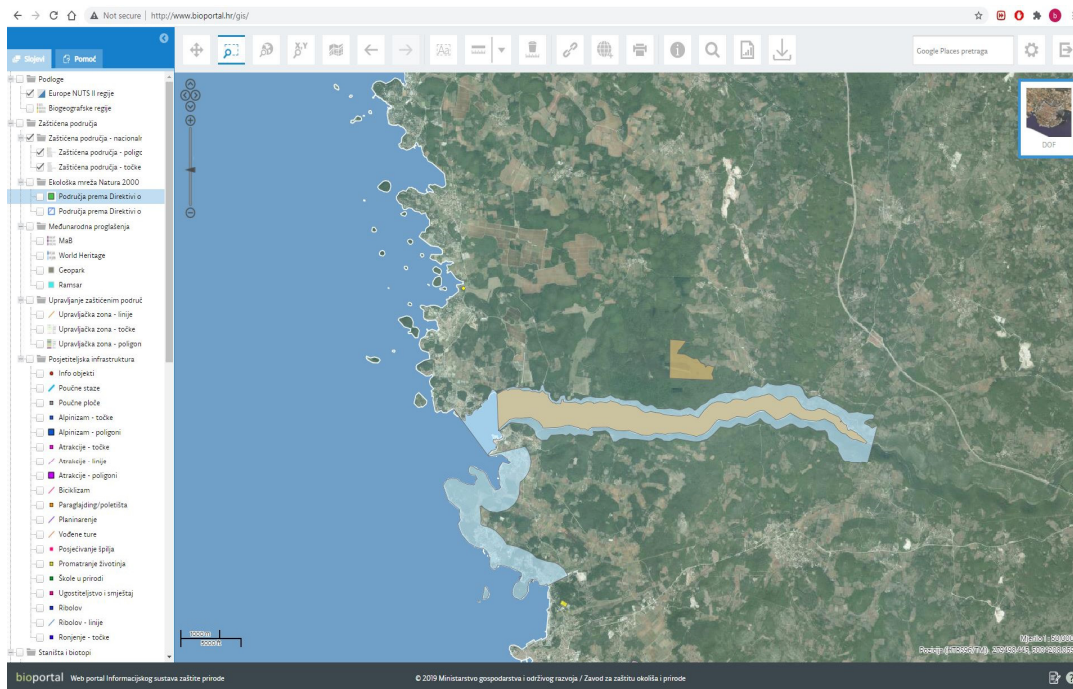 Not secure | http://www.bioportal.hr/gis/
Slojevi
Pomoć
X,Y
Aa
Google Places pretraga
DOF
Podloge
Europe NUTS II regije
Biogeografske regije
Zaštićena područja
Zaštićena područja - nacionalr
Zaštićena područja - poligo
Zaštićena područja - točke
Ekološka mreža Natura 2000
Područja prema Direktivi o
Područja prema Direktivi o
Međunarodna proglašenja
MaB
World Heritage
Geopark
Ramsar
Upravljanje zaštićenim područ
Upravljačka zona - linije
Upravljačka zona - točke
Upravljačka zona - poligon
Posjetiteljska infrastruktura
Info objekti
Poučne staze
Poučne ploče
Alpinizam - točke
Alpinizam - poligoni
Atrakcije - točke
Atrakcije - linije
Atrakcije - poligoni
Biciklizam
Paraglajding/poletišta
Planinarenje
Vođene ture
Posjećivanje špilja
Promatranje životinja
Škole u prirodi
Ugostiteljstvo i smještaj
Ribolov
Ribolov - linije
Ronjenje - točke
Staništa i biotopi
1000 m
5000 ft
bioportal Web portal Informacijskog sustava zaštite prirode
© 2019 Ministarstvo gospodarstva i održivog razvoja / Zavod za zaštitu okoliša i prirode